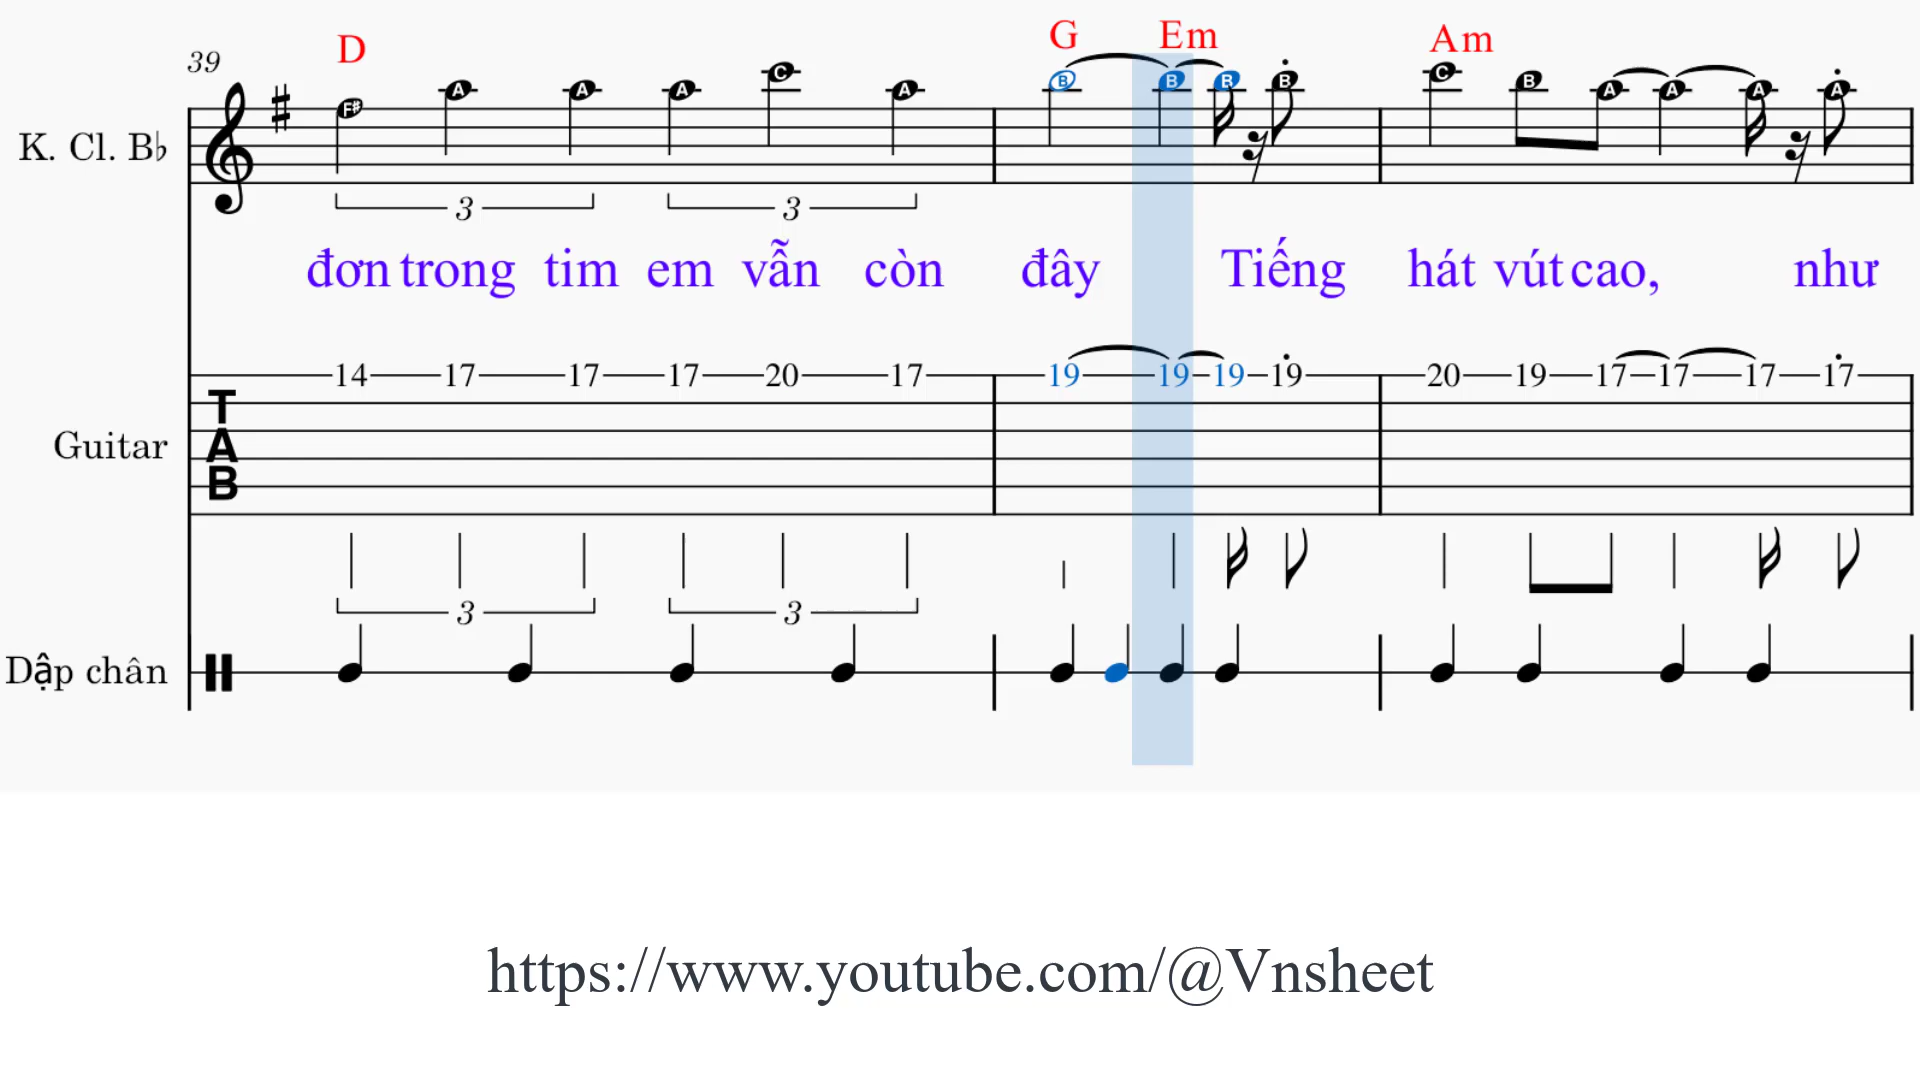 D G Em Am
39
F# A A A C A B B B B C B A A A A
K. Cl. B♭
3 3
đơn trong tim em vẫn còn đây Tiếng hát vút cao, như
14 17 17 17 20 17 19 19 19 19 20 19 17 17 17 17
TAB
Guitar
3 3
Dập chân
https://www.youtube.com/@Vnsheet